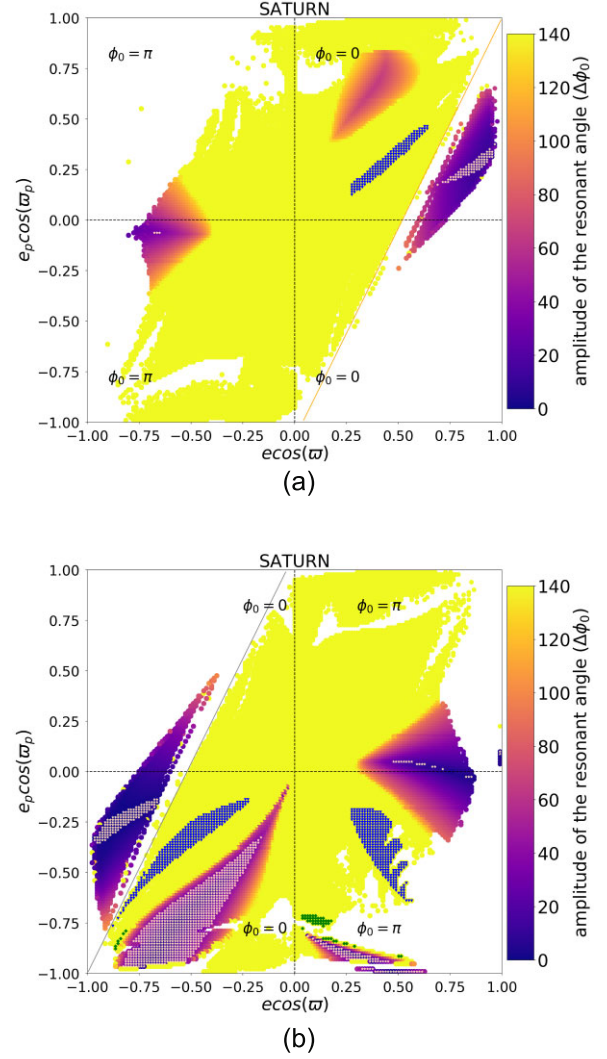 SATURN
ϕ₀ = π
ϕ₀ = 0
ϕ₀ = π
ϕ₀ = 0
1.00
0.75
0.50
0.25
0.00
−0.25
−0.50
−0.75
−1.00
−1.00 −0.75 −0.50 −0.25 0.00 0.25 0.50 0.75 1.00
eₚcos(ϖₚ)
ecos(ϖ)
140
120
100
80
60
40
20
0
amplitude of the resonant angle (Δϕ₀)
(a)
SATURN
ϕ₀ = 0
ϕ₀ = π
ϕ₀ = 0
ϕ₀ = π
1.00
0.75
0.50
0.25
0.00
−0.25
−0.50
−0.75
−1.00
−1.00 −0.75 −0.50 −0.25 0.00 0.25 0.50 0.75 1.00
eₚcos(ϖₚ)
ecos(ϖ)
140
120
100
80
60
40
20
0
amplitude of the resonant angle (Δϕ₀)
(b)